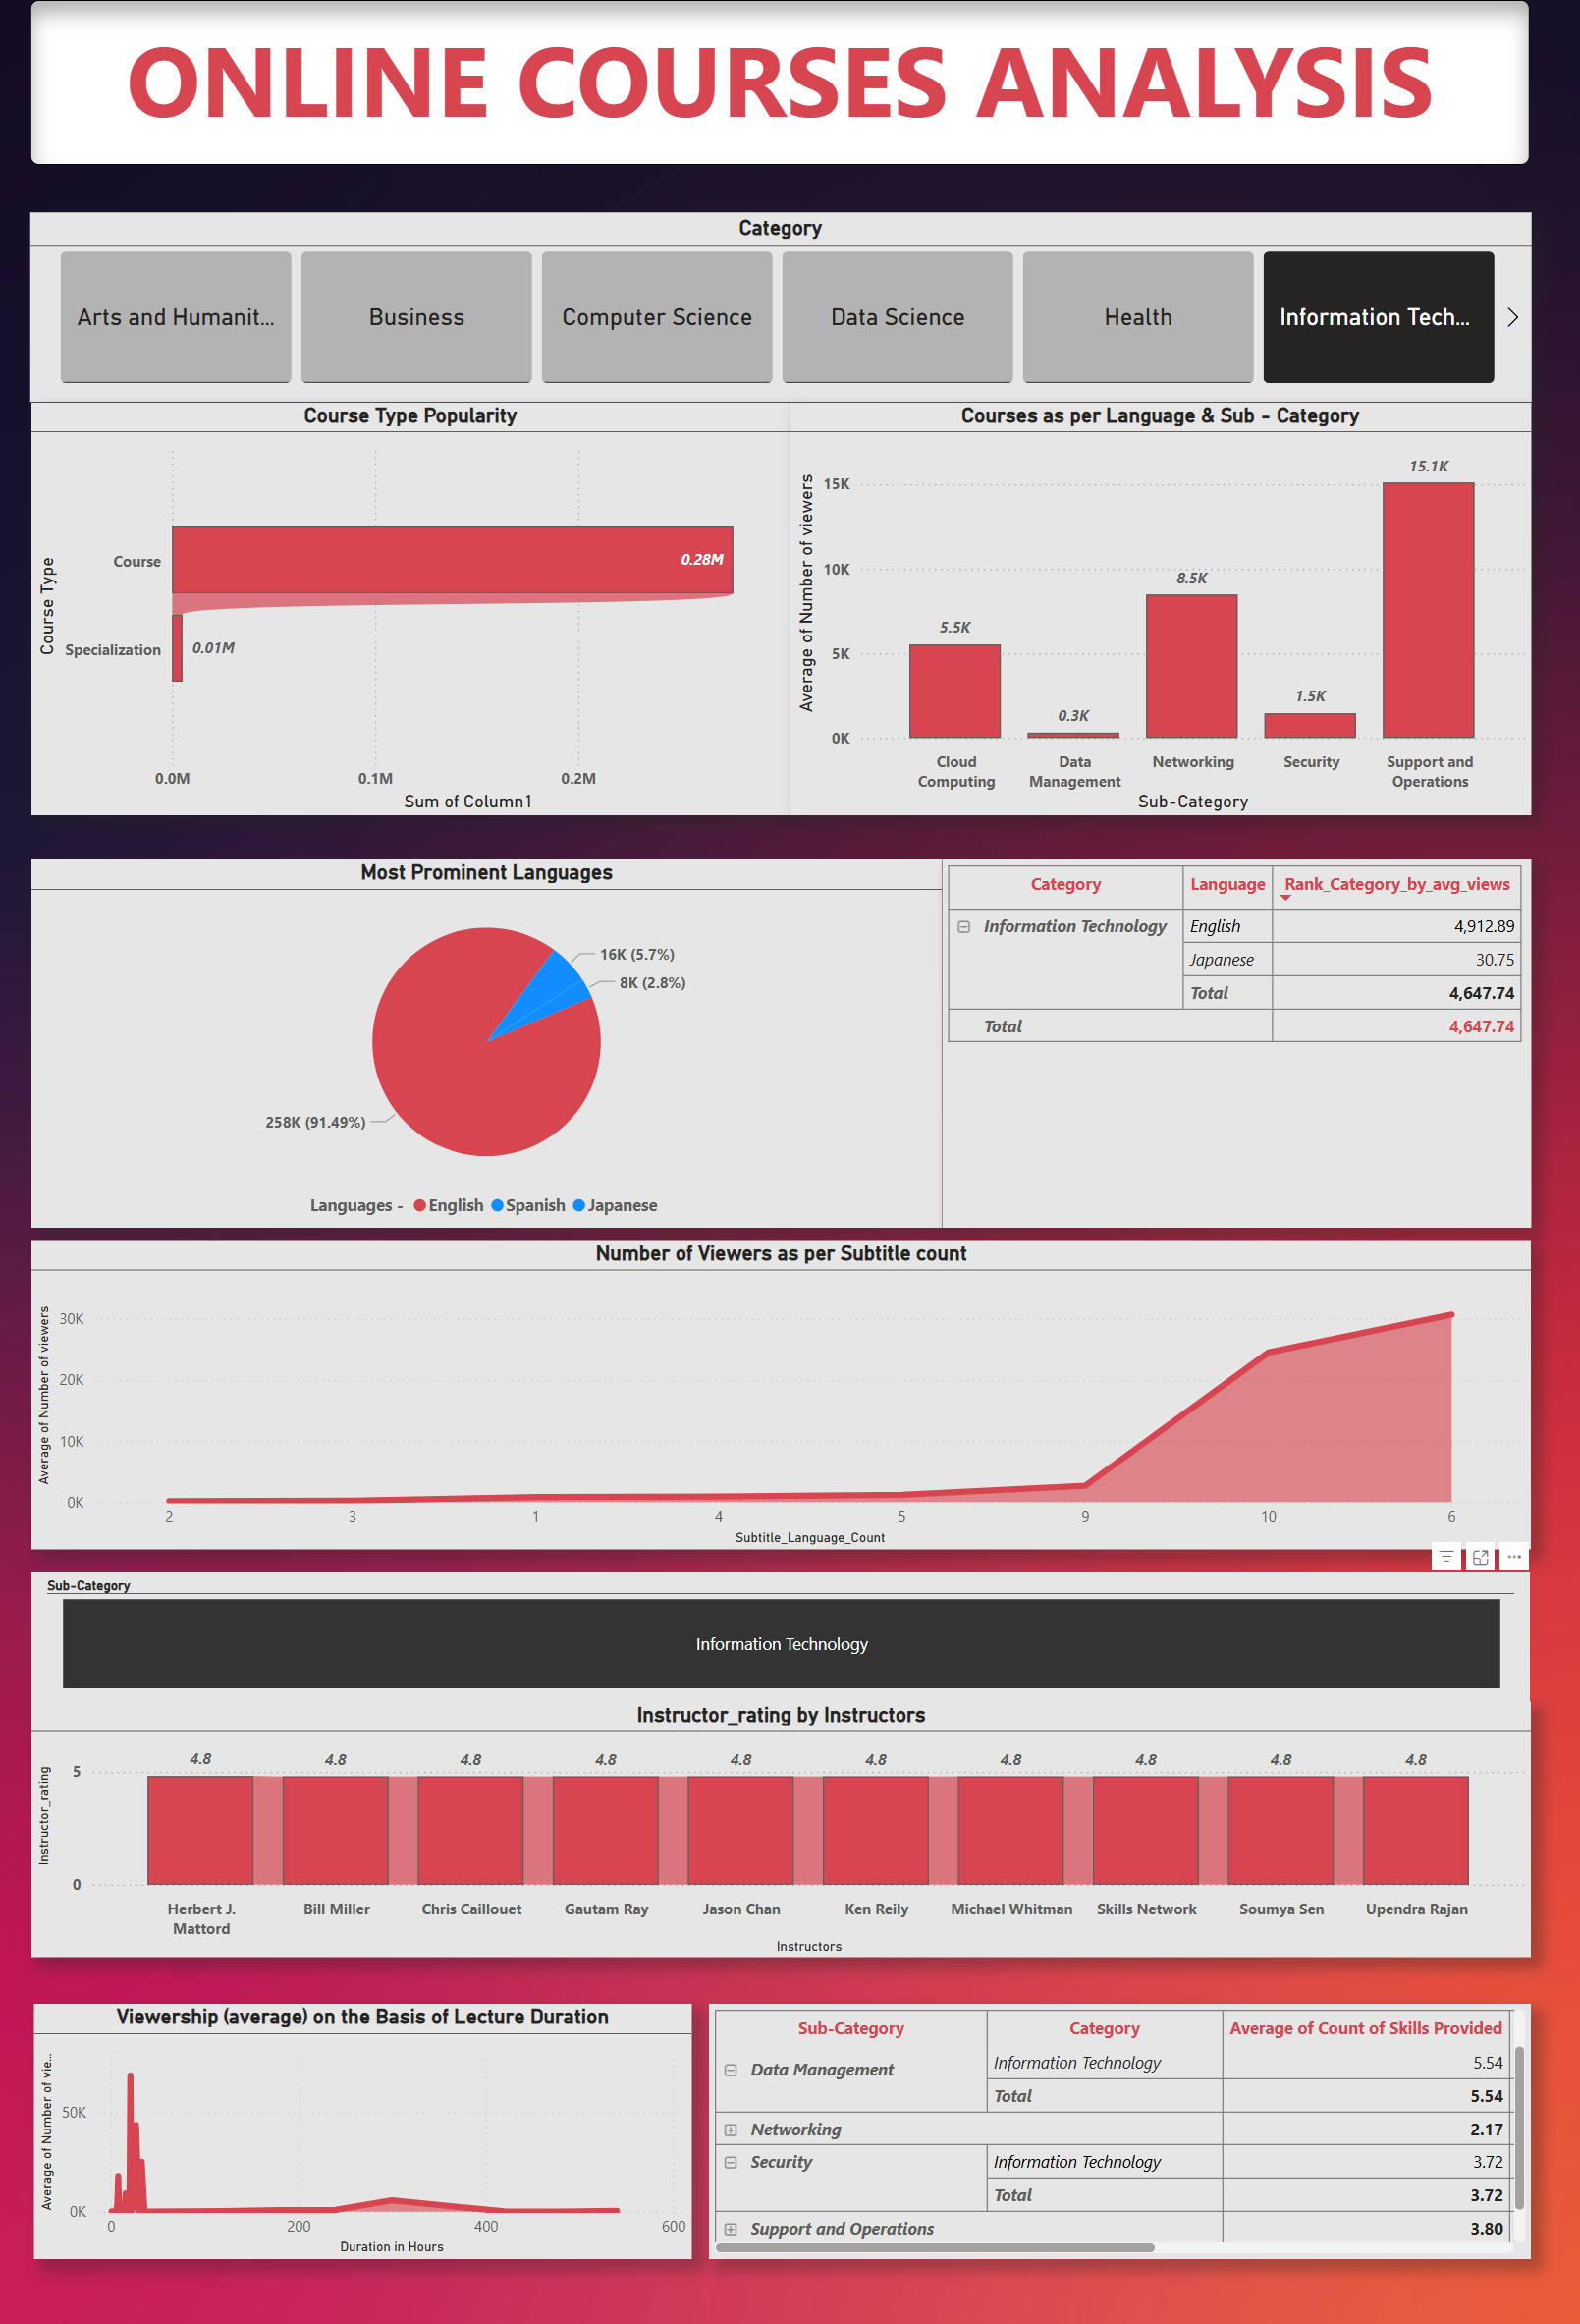 ONLINE COURSES ANALYSIS
Category
Arts and Humanit...
Business
Computer Science
Data Science
Health
Information Tech...
Course Type Popularity
Course Type
Course
0.28M
Specialization
0.01M
0.0M
0.1M
0.2M
Sum of Column1
Courses as per Language & Sub - Category
Average of Number of viewers
15K
10K
5K
0K
5.5K
0.3K
8.5K
1.5K
15.1K
Cloud
Computing
Data
Management
Networking
Security
Support and
Operations
Sub-Category
Most Prominent Languages
16K (5.7%)
8K (2.8%)
258K (91.49%)
Languages - English Spanish Japanese
Category Language Rank_Category_by_avg_views
Information Technology English 4,912.89
Japanese 30.75
Total 4,647.74
Total 4,647.74
Number of Viewers as per Subtitle count
Average of Number of viewers
30K
20K
10K
0K
2 3 1 4 5 9 10 6
Subtitle_Language_Count
Sub-Category
Information Technology
Instructor_rating by Instructors
Instructor_rating
5
0
4.8 4.8 4.8 4.8 4.8 4.8 4.8 4.8 4.8 4.8
Herbert J.
Mattord
Bill Miller
Chris Caillouet
Gautam Ray
Jason Chan
Ken Reily
Michael Whitman
Skills Network
Soumya Sen
Upendra Rajan
Instructors
Viewership (average) on the Basis of Lecture Duration
Average of Number of vie...
50K
0K
0 200 400 600
Duration in Hours
Sub-Category Category Average of Count of Skills Provided
Data Management Information Technology 5.54
Total 5.54
Networking 2.17
Security Information Technology 3.72
Total 3.72
Support and Operations 3.80